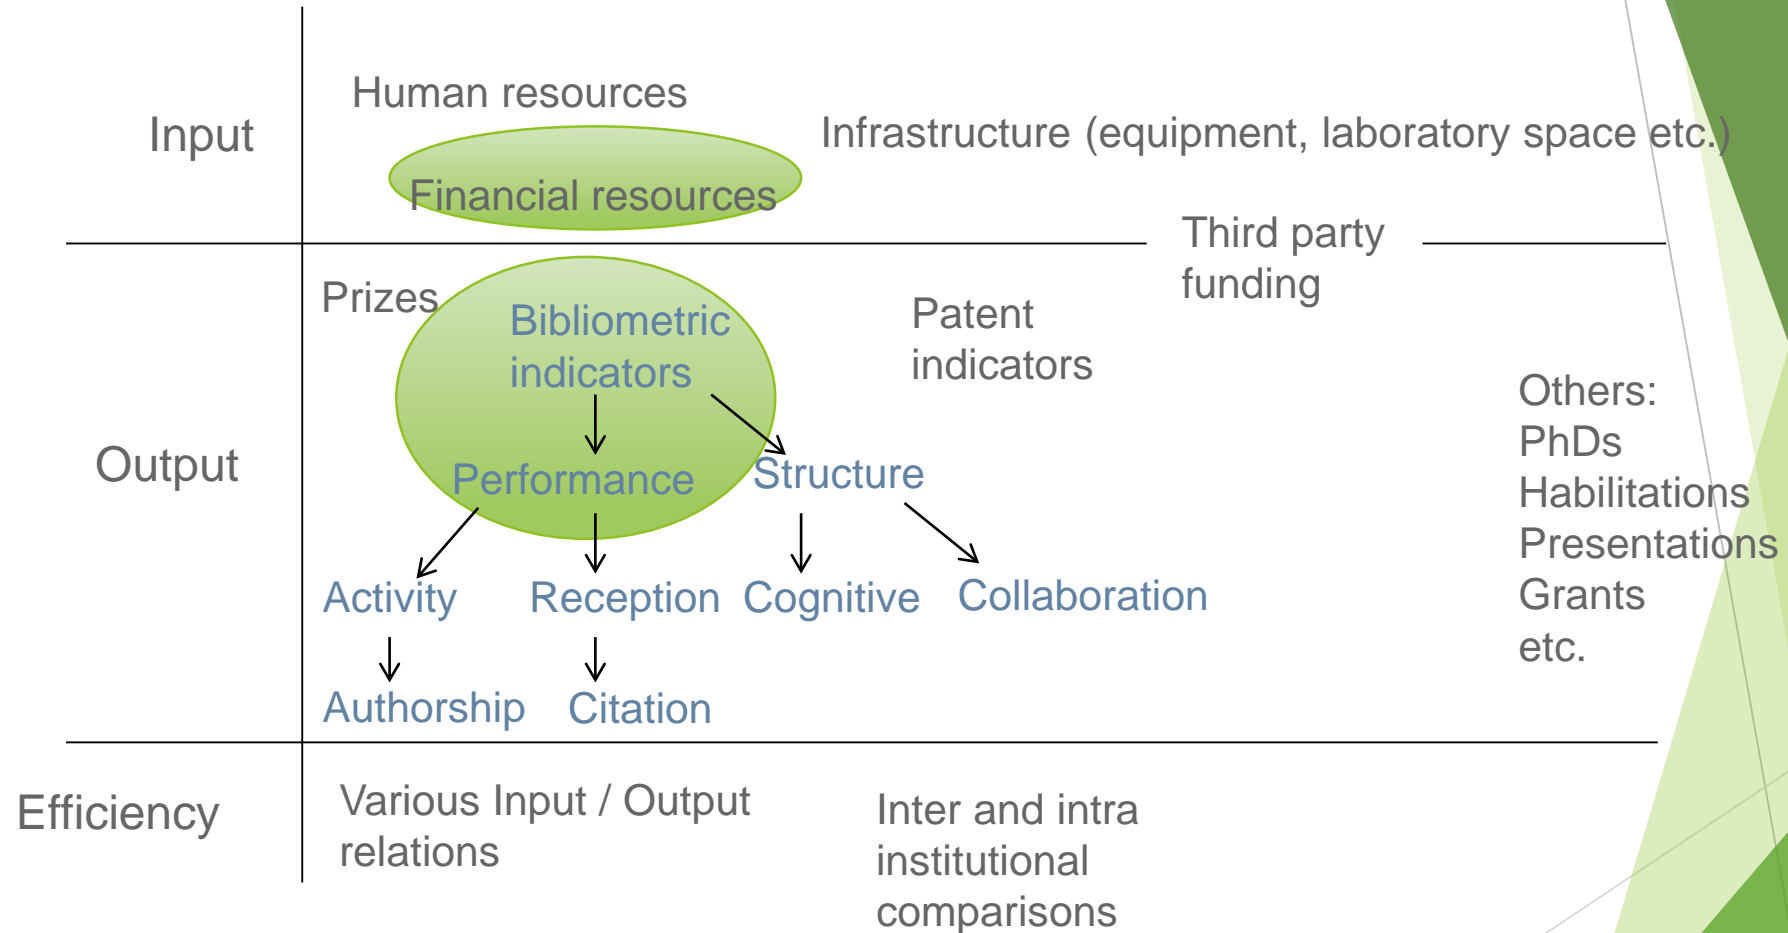 Input
Human resources
Financial resources
Infrastructure (equipment, laboratory space etc.)
Third party
funding
Output
Prizes
Bibliometric
indicators
Patent
indicators
Performance
Structure
Activity
Reception
Cognitive
Collaboration
Authorship
Citation
Others:
PhDs
Habilitations
Presentations
Grants
etc.
Efficiency
Various Input / Output
relations
Inter and intra
institutional
comparisons